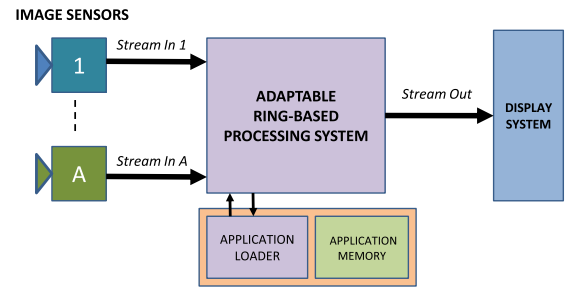 IMAGE SENSORS
Stream In 1
1
ADAPTABLE
RING-BASED
PROCESSING SYSTEM
Stream Out
DISPLAY
SYSTEM
Stream In A
A
APPLICATION
LOADER
APPLICATION
MEMORY